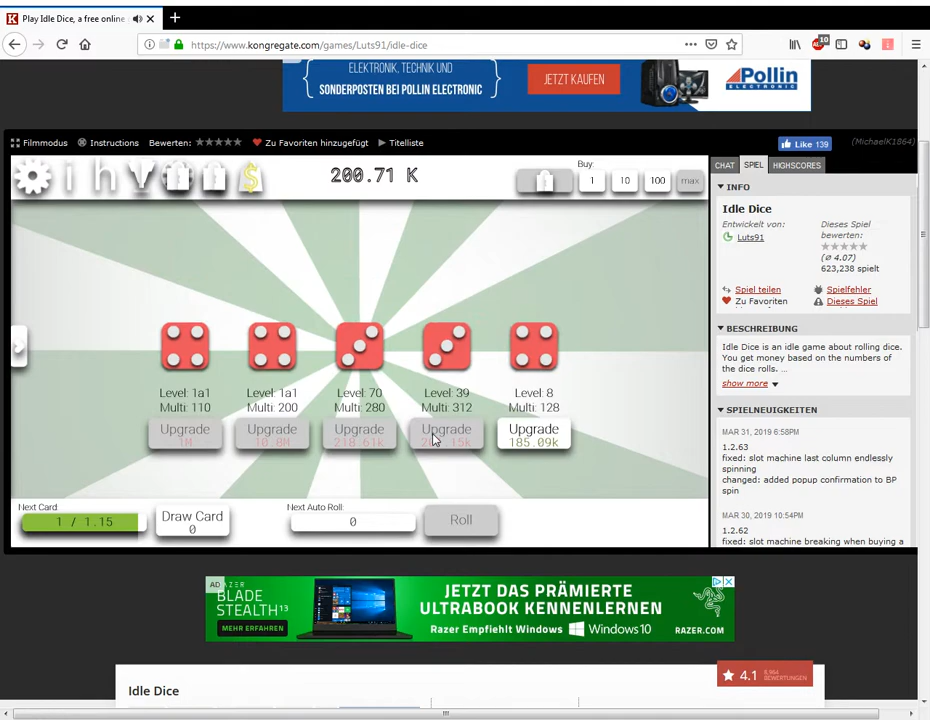 Play Idle Dice, a free online
https://www.kongregate.com/games/Luts91/idle-dice
10
ELEKTRONIK, TECHNIK UND
SONDERPOSTEN BEI POLLIN ELECTRONIC
JETZT KAUFEN
Pollin
ELECTRONIC
Filmmodus
Instructions
Bewerten:
Zu Favoriten hinzugefügt
Titelliste
Like 139
(MichaelK1864)
200.71 K
Buy:
1
10
100
max
CHAT
SPIEL
HIGHSCORES
INFO
Idle Dice
Entwickelt von:
Luts91
Dieses Spiel
bewerten:
(ø 4.07)
623,238 spielt
Spiel teilen
Spielfehler
Zu Favoriten
Dieses Spiel
BESCHREIBUNG
Idle Dice is an idle game about rolling dice.
You get money based on the numbers of
the dice rolls. ...
show more
SPIELNEUIGKEITEN
MAR 31, 2019 6:58PM
1.2.63
fixed: slot machine last column endlessly
spinning
changed: added popup confirmation to BP
spin
MAR 30, 2019 10:54PM
1.2.62
fixed: slot machine breaking when buying a
Level: 1a1
Multi: 110
Upgrade
1M
Level: 1a1
Multi: 200
Upgrade
10.8M
Level: 70
Multi: 280
Upgrade
218.61k
Level: 39
Multi: 312
Upgrade
Level: 8
Multi: 128
Upgrade
185.09k
Next Card:
1 / 1.15
Draw Card
0
Next Auto Roll:
0
Roll
AD
RAZER
BLADE
STEALTH 13
MEHR ERFAHREN
JETZT DAS PRÄMIERTE
ULTRABOOK KENNENLERNEN
Razer Empfiehlt Windows
Windows10
RAZER.COM
Idle Dice
4.1
BEWERTUNGEN